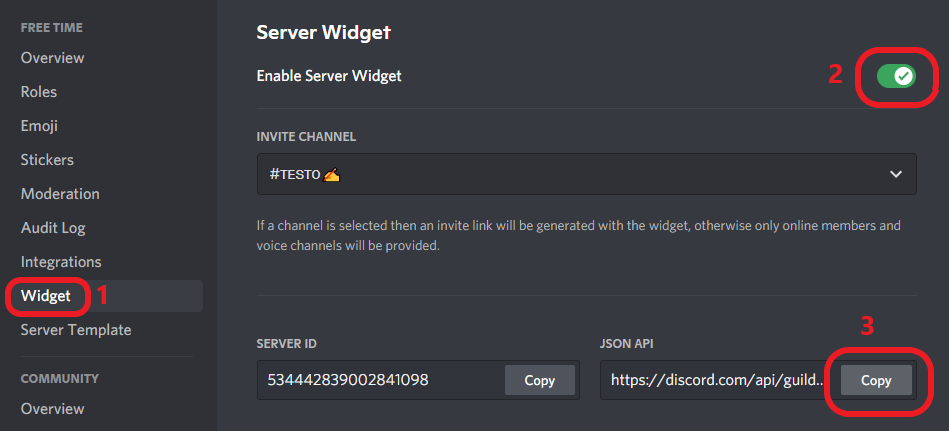 FREE TIME
Overview
Roles
Emoji
Stickers
Moderation
Audit Log
Integrations
Widget 1
Server Template
COMMUNITY
Overview
Server Widget
Enable Server Widget 2
INVITE CHANNEL
#TESTO ✍
If a channel is selected then an invite link will be generated with the widget, otherwise only online members and
voice channels will be provided.
3
SERVER ID
534442839002841098 Copy
JSON API
https://discord.com/api/guild... Copy